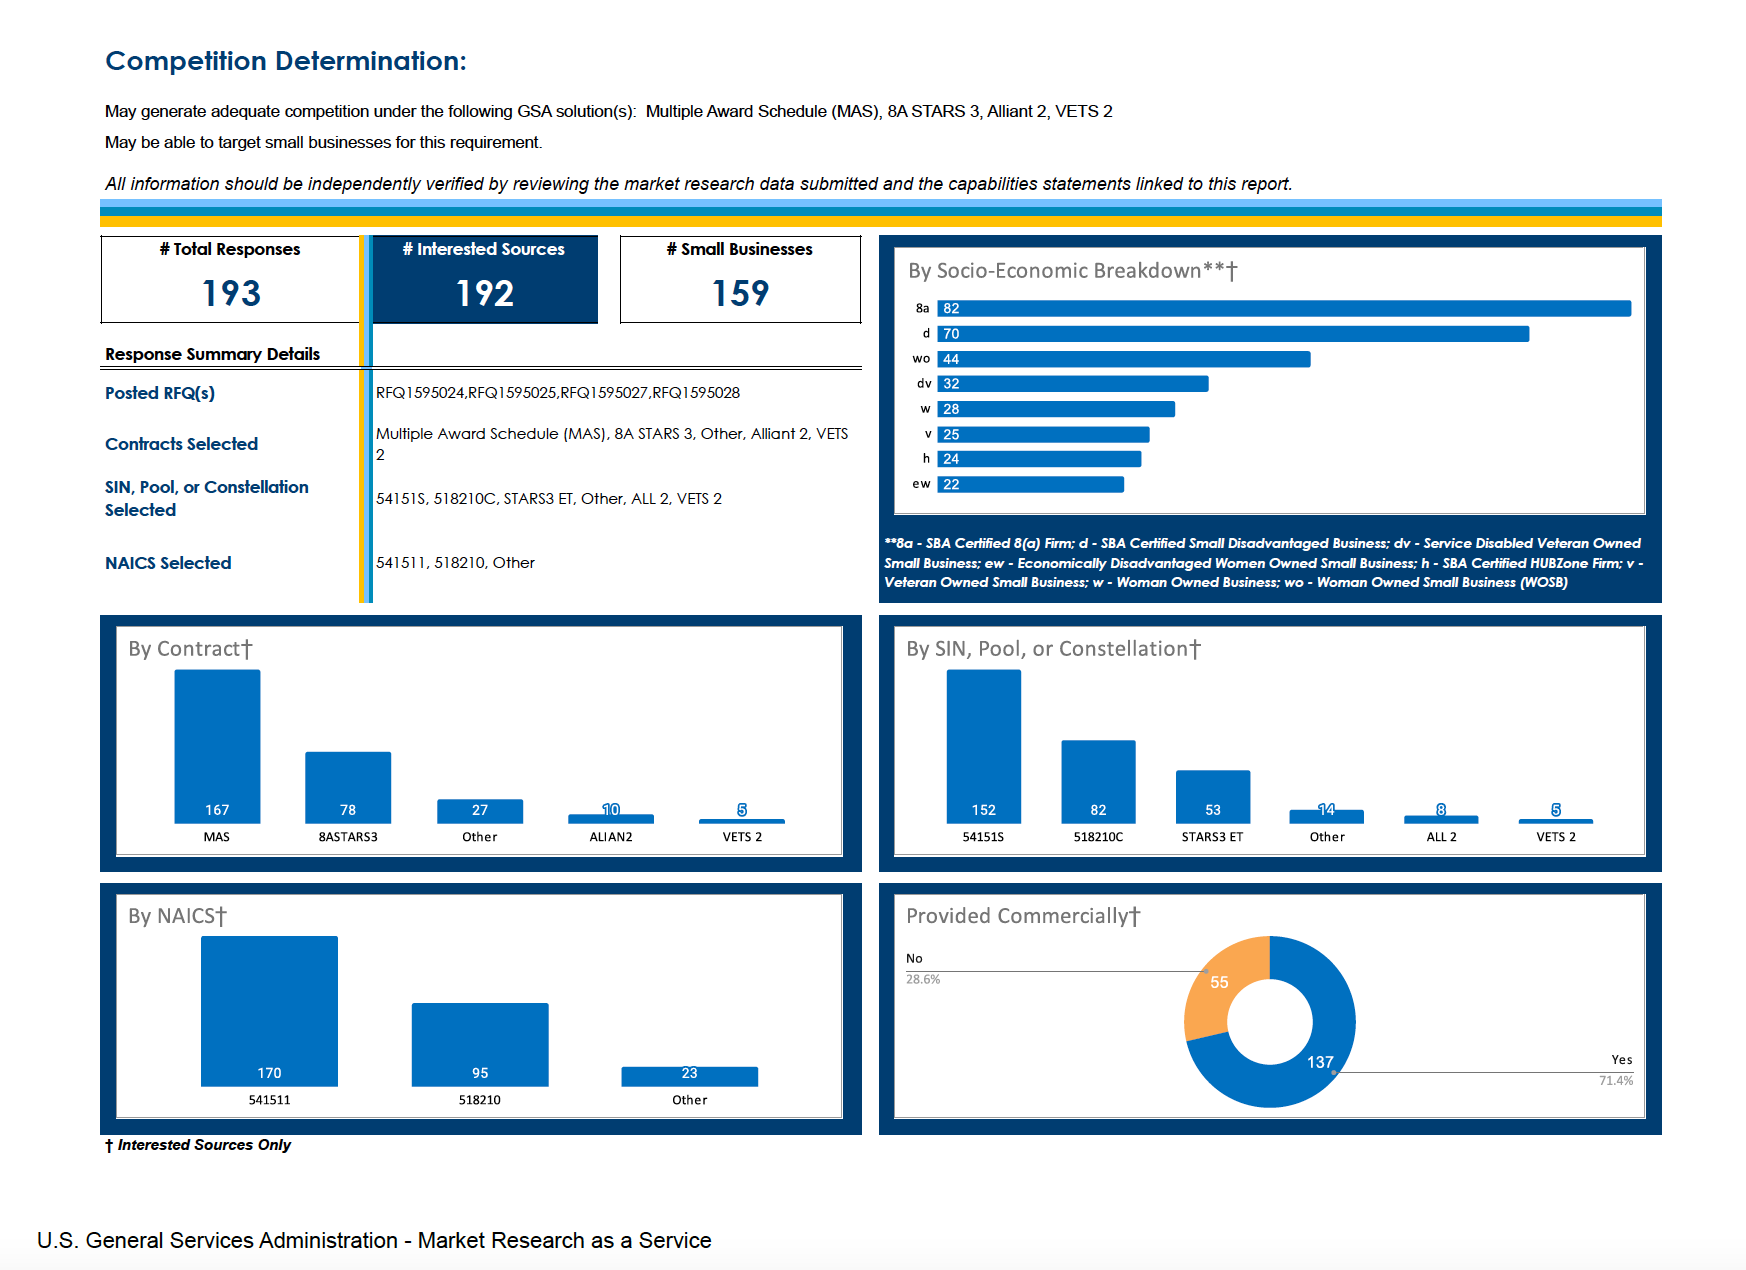 Competition Determination:
May generate adequate competition under the following GSA solution(s):  Multiple Award Schedule (MAS), 8A STARS 3, Alliant 2, VETS 2
May be able to target small businesses for this requirement.
All information should be independently verified by reviewing the market research data submitted and the capabilities statements linked to this report.
# Total Responses
193
# Interested Sources
192
# Small Businesses
159
Response Summary Details
Posted RFQ(s)
RFQ1595024,RFQ1595025,RFQ1595027,RFQ1595028
Contracts Selected
Multiple Award Schedule (MAS), 8A STARS 3, Other, Alliant 2, VETS
2
SIN, Pool, or Constellation
Selected
54151S, 518210C, STARS3 ET, Other, ALL 2, VETS 2
NAICS Selected
541511, 518210, Other
By Socio-Economic Breakdown**†
8a 82
d 70
wo 44
dv 32
w 28
v 25
h 24
ew 22
**8a - SBA Certified 8(a) Firm; d - SBA Certified Small Disadvantaged Business; dv - Service Disabled Veteran Owned
Small Business; ew - Economically Disadvantaged Women Owned Small Business; h - SBA Certified HUBZone Firm; v -
Veteran Owned Small Business; w - Woman Owned Business; wo - Woman Owned Small Business (WOSB)
By Contract†
167 78 27 10 5
MAS 8ASTARS3 Other ALIAN2 VETS 2
By SIN, Pool, or Constellation†
152 82 53 14 8 5
54151S 518210C STARS3 ET Other ALL 2 VETS 2
By NAICS†
170 95 23
541511 518210 Other
Provided Commercially†
No
28.6%
55
137
Yes
71.4%
† Interested Sources Only
U.S. General Services Administration - Market Research as a Service